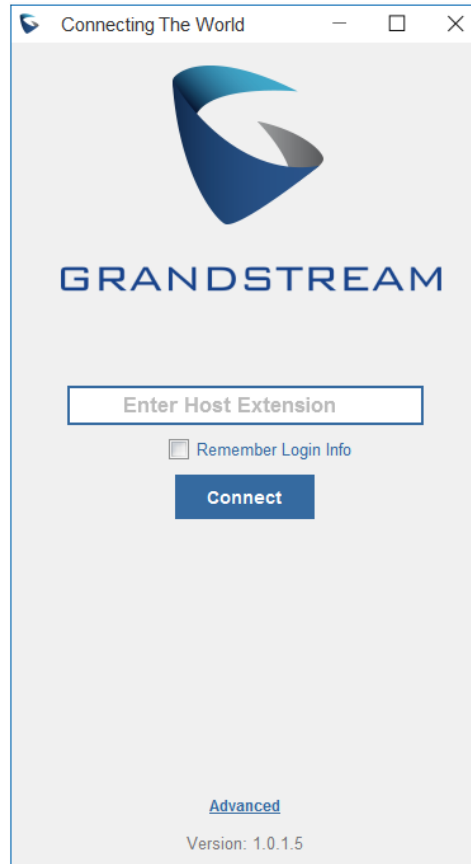 Connecting The World
GRANDSTREAM
Enter Host Extension
Remember Login Info
Connect
Advanced
Version: 1.0.1.5